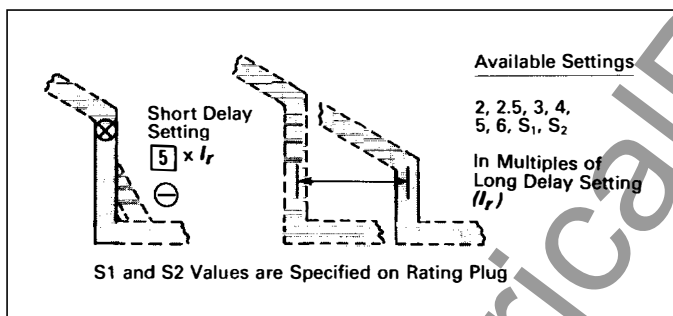 Available Settings
Short Delay
Setting
5 x Ir
2, 2.5, 3, 4,
5, 6, S1, S2
In Multiples of
Long Delay Setting
(Ir)
S1 and S2 Values are Specified on Rating Plug